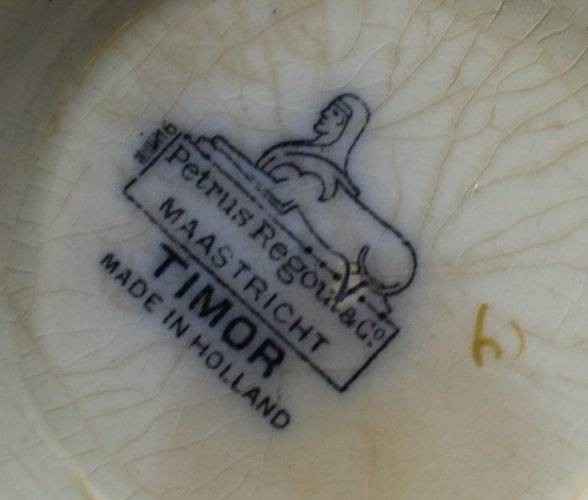 Petrus Regout & Co.
MAASTRICHT
TIMOR
MADE IN HOLLAND